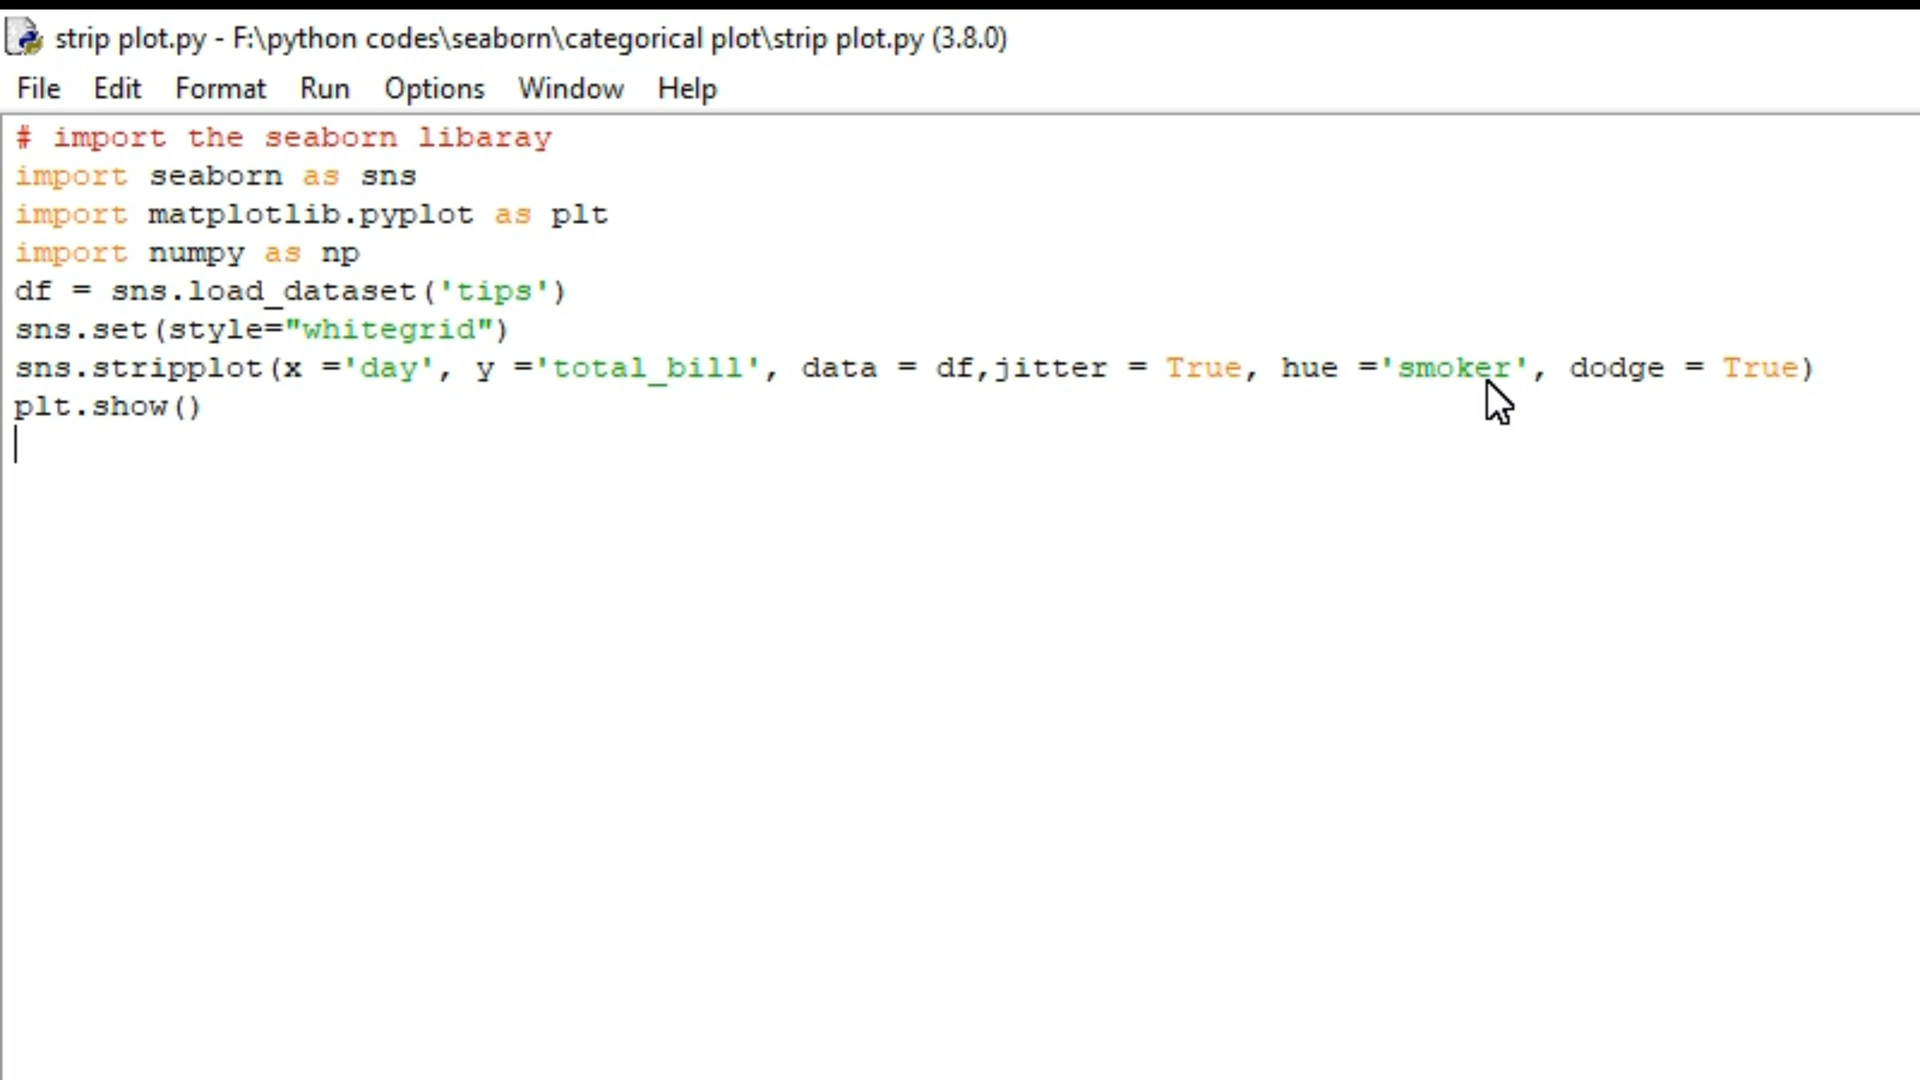 strip plot.py - F:\python codes\seaborn\categorical plot\strip plot.py (3.8.0)
File Edit Format Run Options Window Help
# import the seaborn libaray
import seaborn as sns
import matplotlib.pyplot as plt
import numpy as np
df = sns.load_dataset('tips')
sns.set(style="whitegrid")
sns.stripplot(x ='day', y ='total_bill', data = df,jitter = True, hue ='smoker', dodge = True)
plt.show()